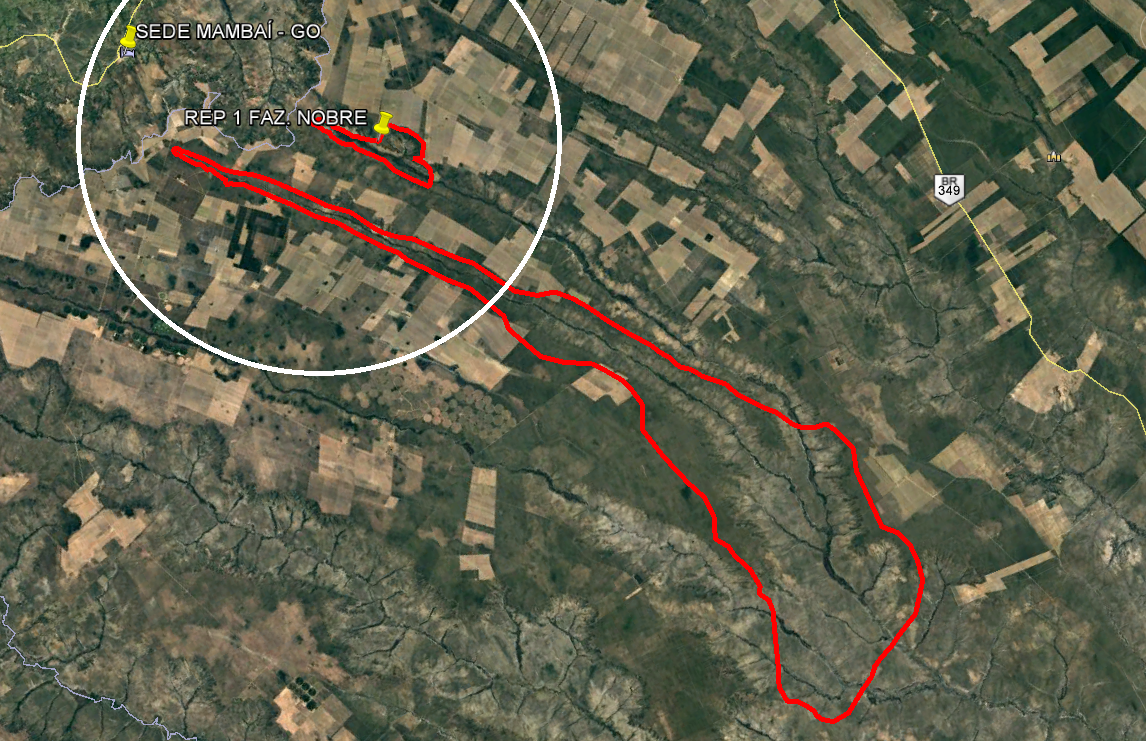 SEDE MAMBAÍ - GO
REP 1 FAZ. NOBRE
BR
349